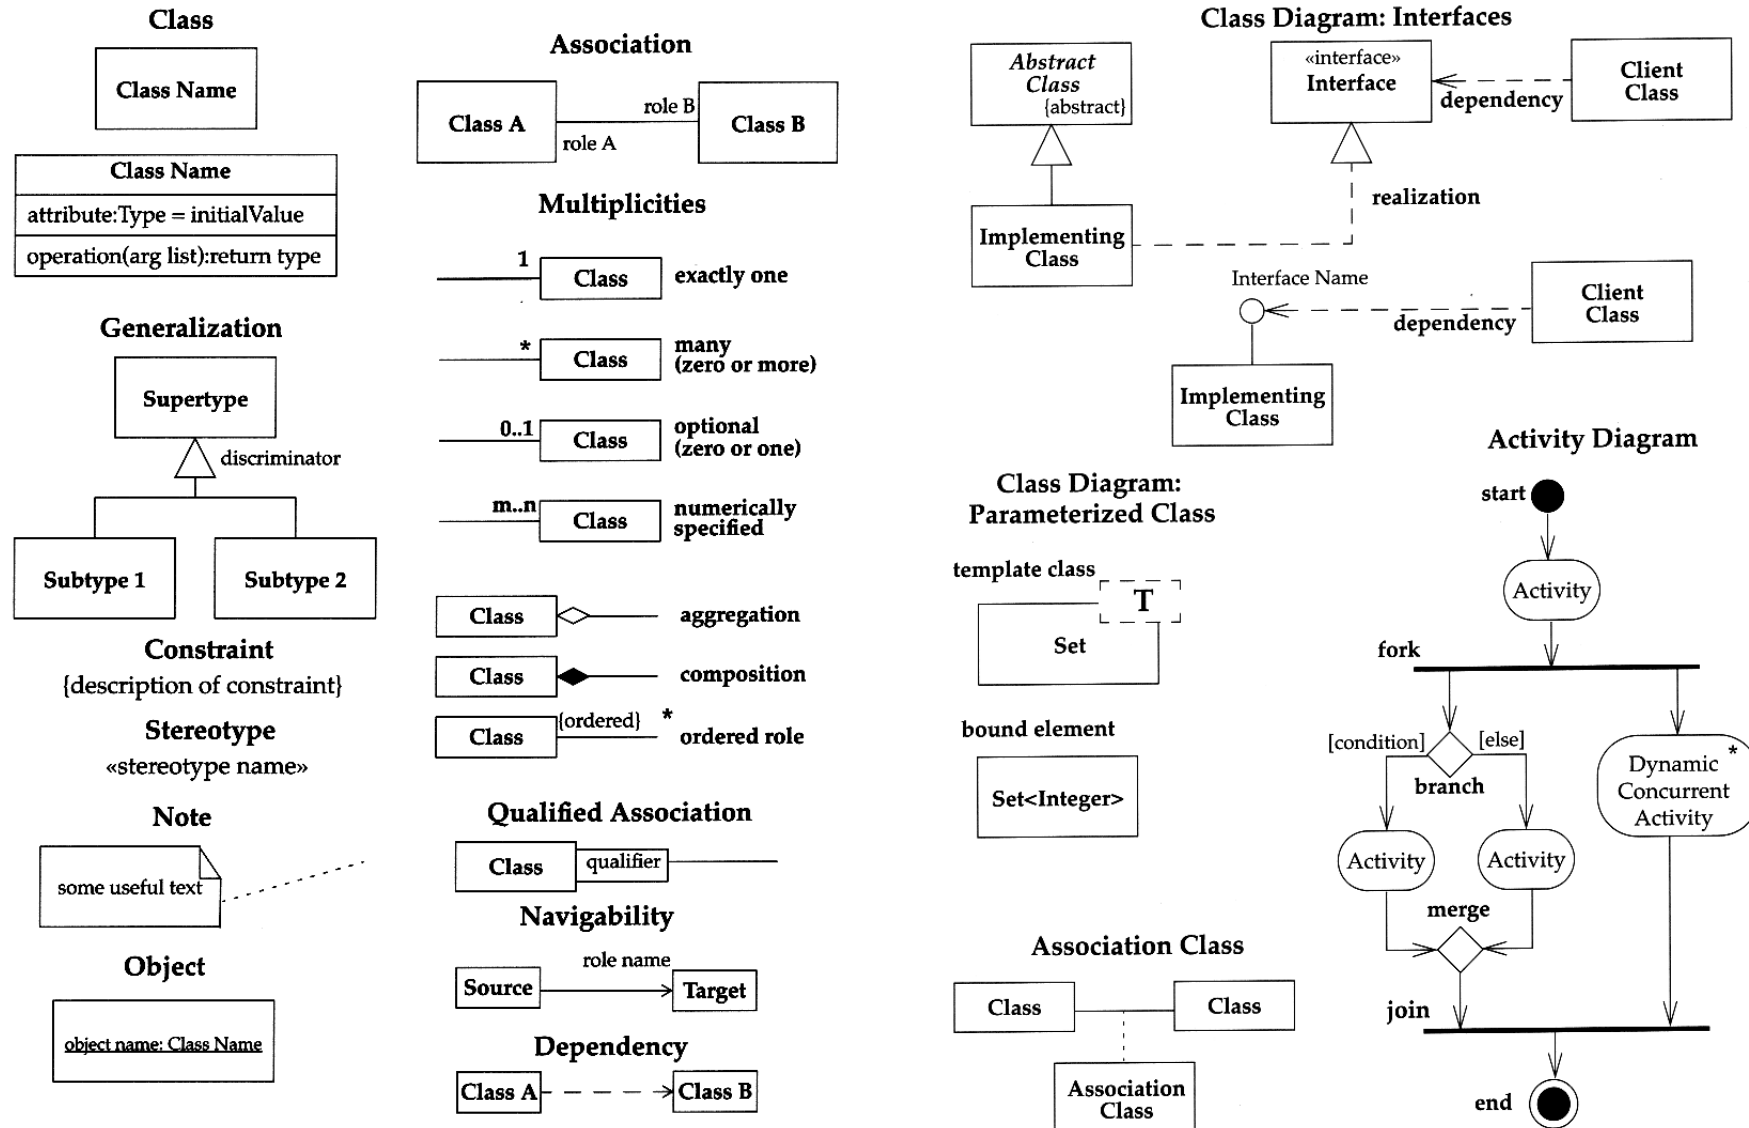 Class
Class Name
Class Name
attribute:Type = initialValue
operation(arg list):return type
Generalization
Supertype
discriminator
Subtype 1
Subtype 2
Constraint
{description of constraint}
Stereotype
«stereotype name»
Note
some useful text
Object
object name: Class Name
Association
Class A
role B
role A
Class B
Multiplicities
1
Class
exactly one
*
Class
many
(zero or more)
0..1
Class
optional
(zero or one)
m..n
Class
numerically
specified
Class
aggregation
Class
composition
Class
{ordered}
*
ordered role
Qualified Association
Class
qualifier
Navigability
role name
Source
Target
Dependency
Class A
Class B
Class Diagram: Interfaces
Abstract
Class
{abstract}
«interface»
Interface
dependency
Client
Class
realization
Implementing
Class
Interface Name
dependency
Client
Class
Implementing
Class
Class Diagram:
Parameterized Class
template class
T
Set
bound element
Set<Integer>
Association Class
Class
Class
Association
Class
Activity Diagram
start
Activity
fork
[condition]
[else]
branch
*
Dynamic
Concurrent
Activity
Activity
Activity
merge
join
end